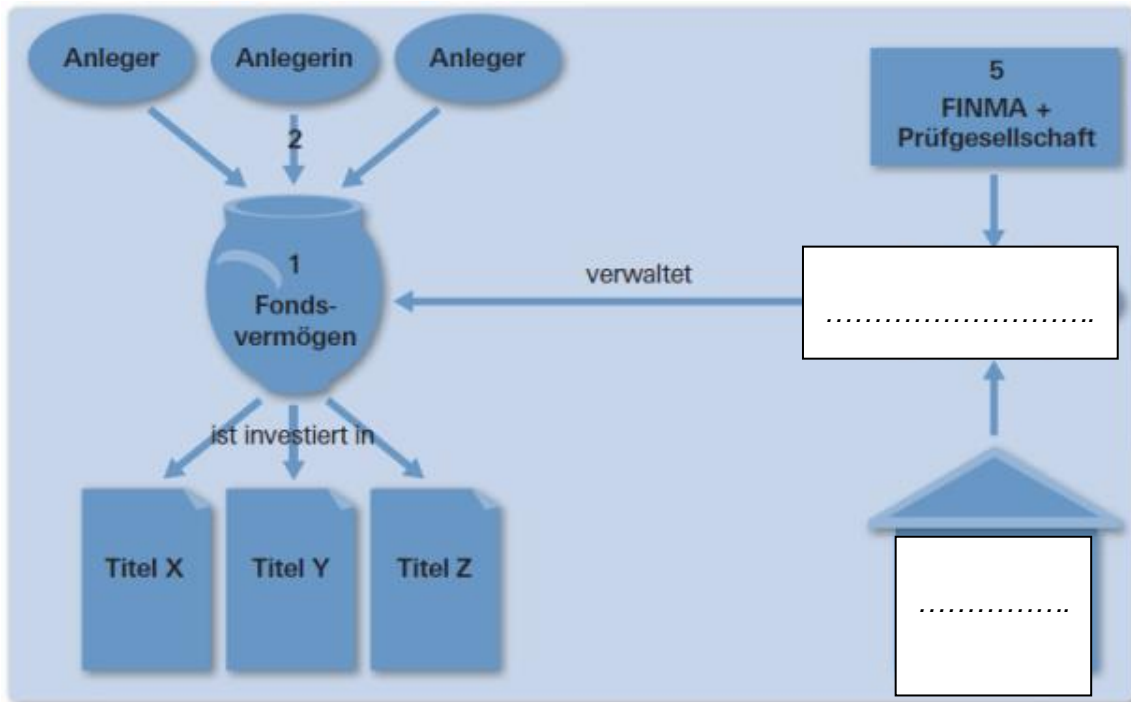 Anleger
Anlegerin
Anleger
2
5
FINMA +
Prüfgesellschaft
1
Fonds-
vermögen
verwaltet
............................
ist investiert in
Titel X
Titel Y
Titel Z
................